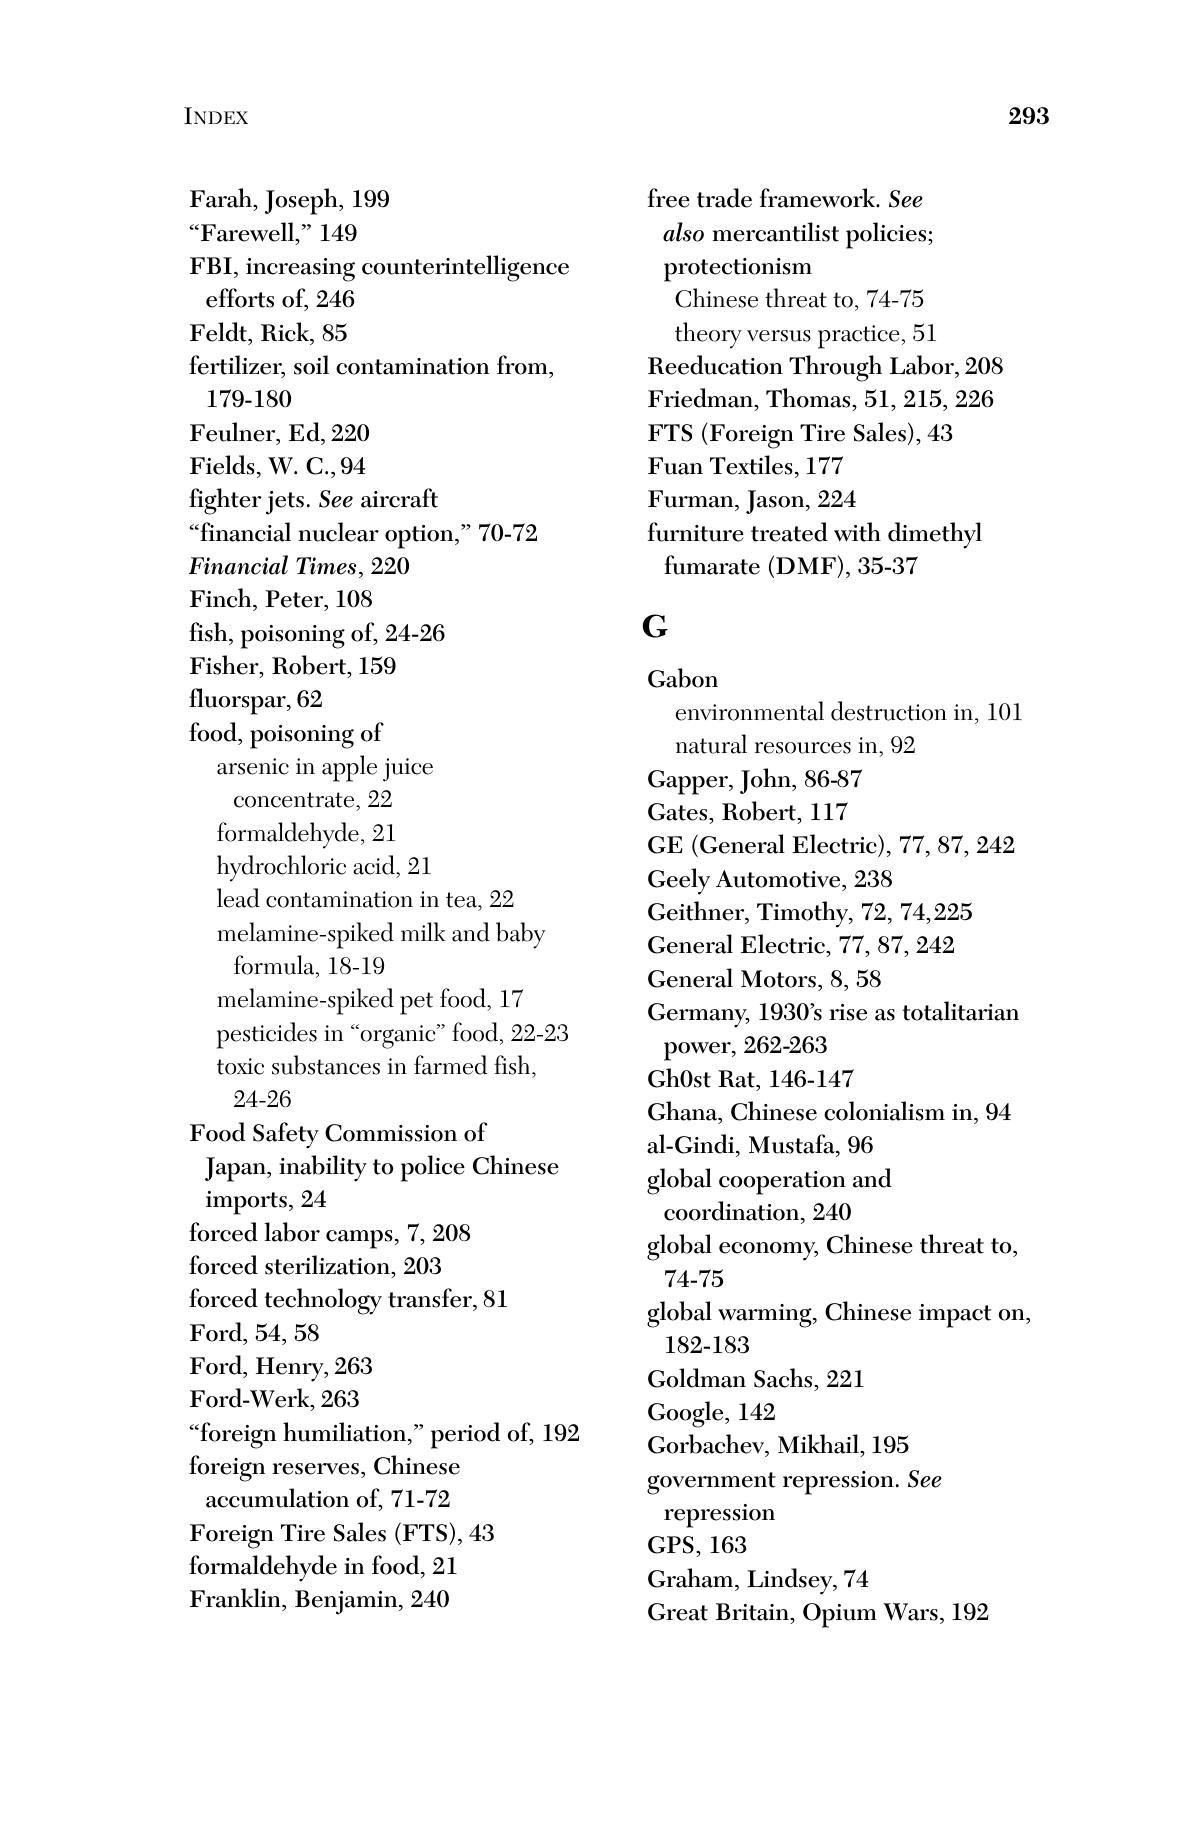 INDEX
293
Farah, Joseph, 199
“Farewell,” 149
FBI, increasing counterintelligence
efforts of, 246
Feldt, Rick, 85
fertilizer, soil contamination from,
179-180
Feulner, Ed, 220
Fields, W. C., 94
fighter jets. See aircraft
“financial nuclear option,” 70-72
Financial Times, 220
Finch, Peter, 108
fish, poisoning of, 24-26
Fisher, Robert, 159
fluorspar, 62
food, poisoning of
arsenic in apple juice
concentrate, 22
formaldehyde, 21
hydrochloric acid, 21
lead contamination in tea, 22
melamine-spiked milk and baby
formula, 18-19
melamine-spiked pet food, 17
pesticides in “organic” food, 22-23
toxic substances in farmed fish,
24-26
Food Safety Commission of
Japan, inability to police Chinese
imports, 24
forced labor camps, 7, 208
forced sterilization, 203
forced technology transfer, 81
Ford, 54, 58
Ford, Henry, 263
Ford-Werk, 263
“foreign humiliation,” period of, 192
foreign reserves, Chinese
accumulation of, 71-72
Foreign Tire Sales (FTS), 43
formaldehyde in food, 21
Franklin, Benjamin, 240
free trade framework. See
also mercantilist policies;
protectionism
Chinese threat to, 74-75
theory versus practice, 51
Reeducation Through Labor, 208
Friedman, Thomas, 51, 215, 226
FTS (Foreign Tire Sales), 43
Fuan Textiles, 177
Furman, Jason, 224
furniture treated with dimethyl
fumarate (DMF), 35-37
G
Gabon
environmental destruction in, 101
natural resources in, 92
Gapper, John, 86-87
Gates, Robert, 117
GE (General Electric), 77, 87, 242
Geely Automotive, 238
Geithner, Timothy, 72, 74,225
General Electric, 77, 87, 242
General Motors, 8, 58
Germany, 1930’s rise as totalitarian
power, 262-263
Gh0st Rat, 146-147
Ghana, Chinese colonialism in, 94
al-Gindi, Mustafa, 96
global cooperation and
coordination, 240
global economy, Chinese threat to,
74-75
global warming, Chinese impact on,
182-183
Goldman Sachs, 221
Google, 142
Gorbachev, Mikhail, 195
government repression. See
repression
GPS, 163
Graham, Lindsey, 74
Great Britain, Opium Wars, 192